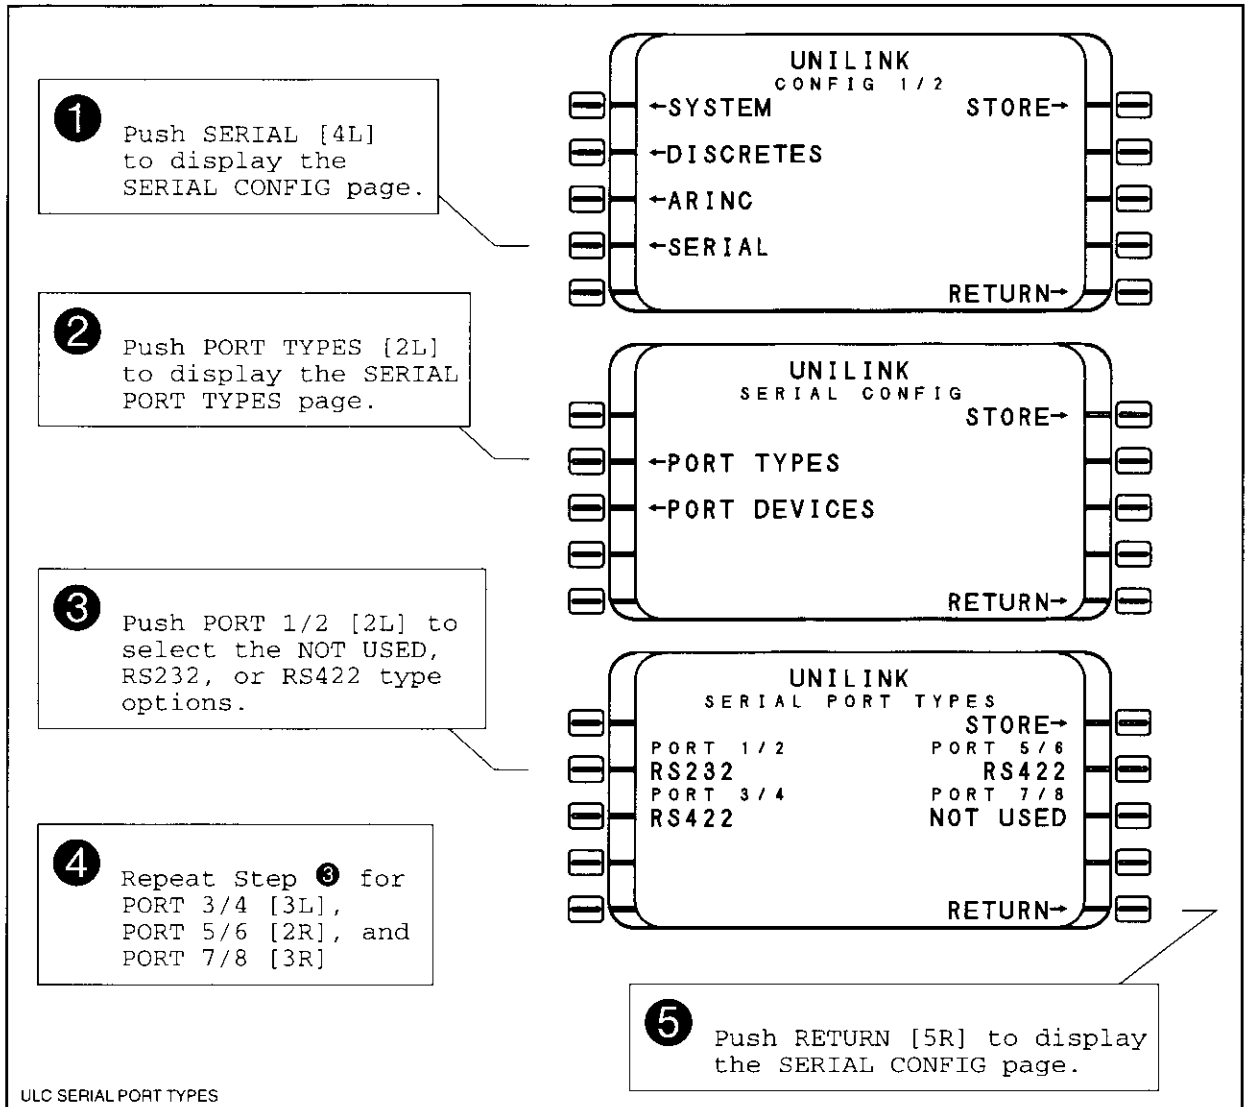 1
Push SERIAL [4L]
to display the
SERIAL CONFIG page.
UNILINK
CONFIG 1/2
←SYSTEM STORE→
←DISCRETES
←ARINC
←SERIAL
RETURN→
2
Push PORT TYPES [2L]
to display the SERIAL
PORT TYPES page.
UNILINK
SERIAL CONFIG
STORE→
←PORT TYPES
←PORT DEVICES
RETURN→
3
Push PORT 1/2 [2L] to
select the NOT USED,
RS232, or RS422 type
options.
UNILINK
SERIAL PORT TYPES
STORE→
PORT 1/2 PORT 5/6
RS232 RS422
PORT 3/4 PORT 7/8
RS422 NOT USED
RETURN→
4
Repeat Step 3 for
PORT 3/4 [3L],
PORT 5/6 [2R], and
PORT 7/8 [3R]
5
Push RETURN [5R] to display
the SERIAL CONFIG page.
ULC SERIAL PORT TYPES